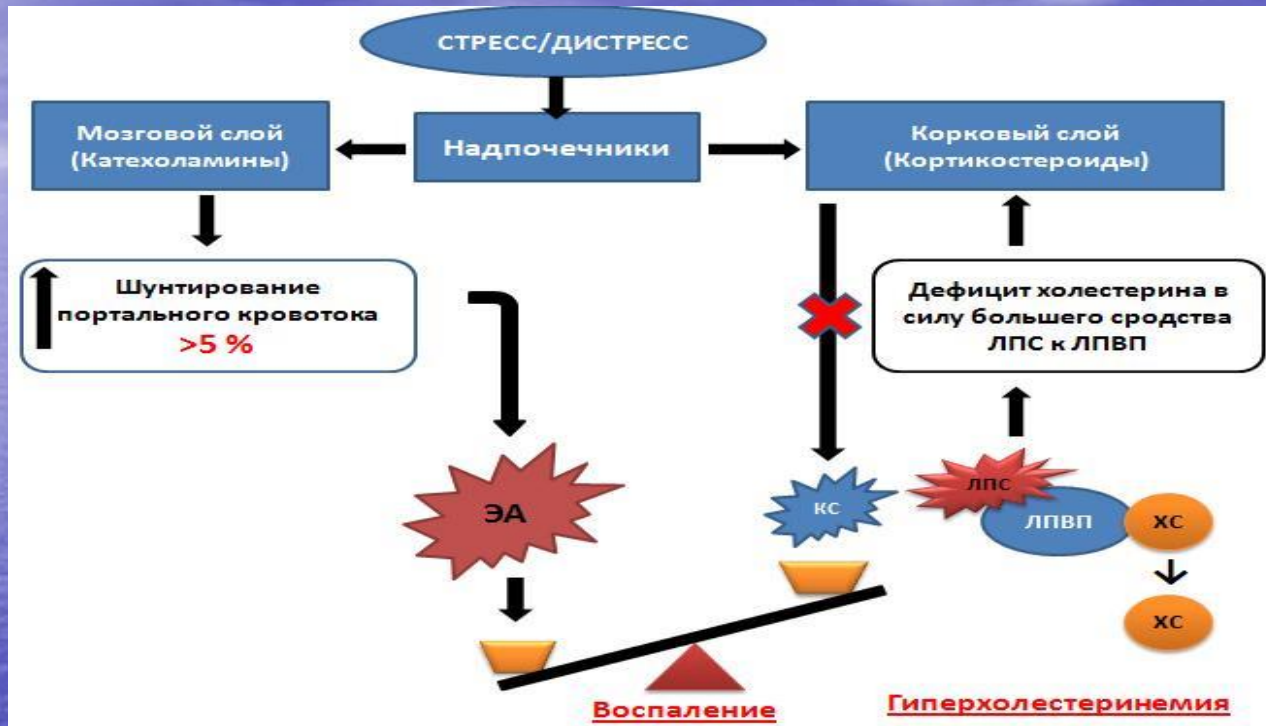 СТРЕСС/ДИСТРЕСС
Мозговой слой
(Катехоламины)
Надпочечники
Корковый слой
(Кортикостероиды)
Шунтирование
портального кровотока
>5 %
Дефицит холестерина в
силу большего сродства
ЛПС к ЛПВП
ЭА
КС
ЛПС
ЛПВП
ХС
ХС
Воспаление
Гиперхолестеринемия